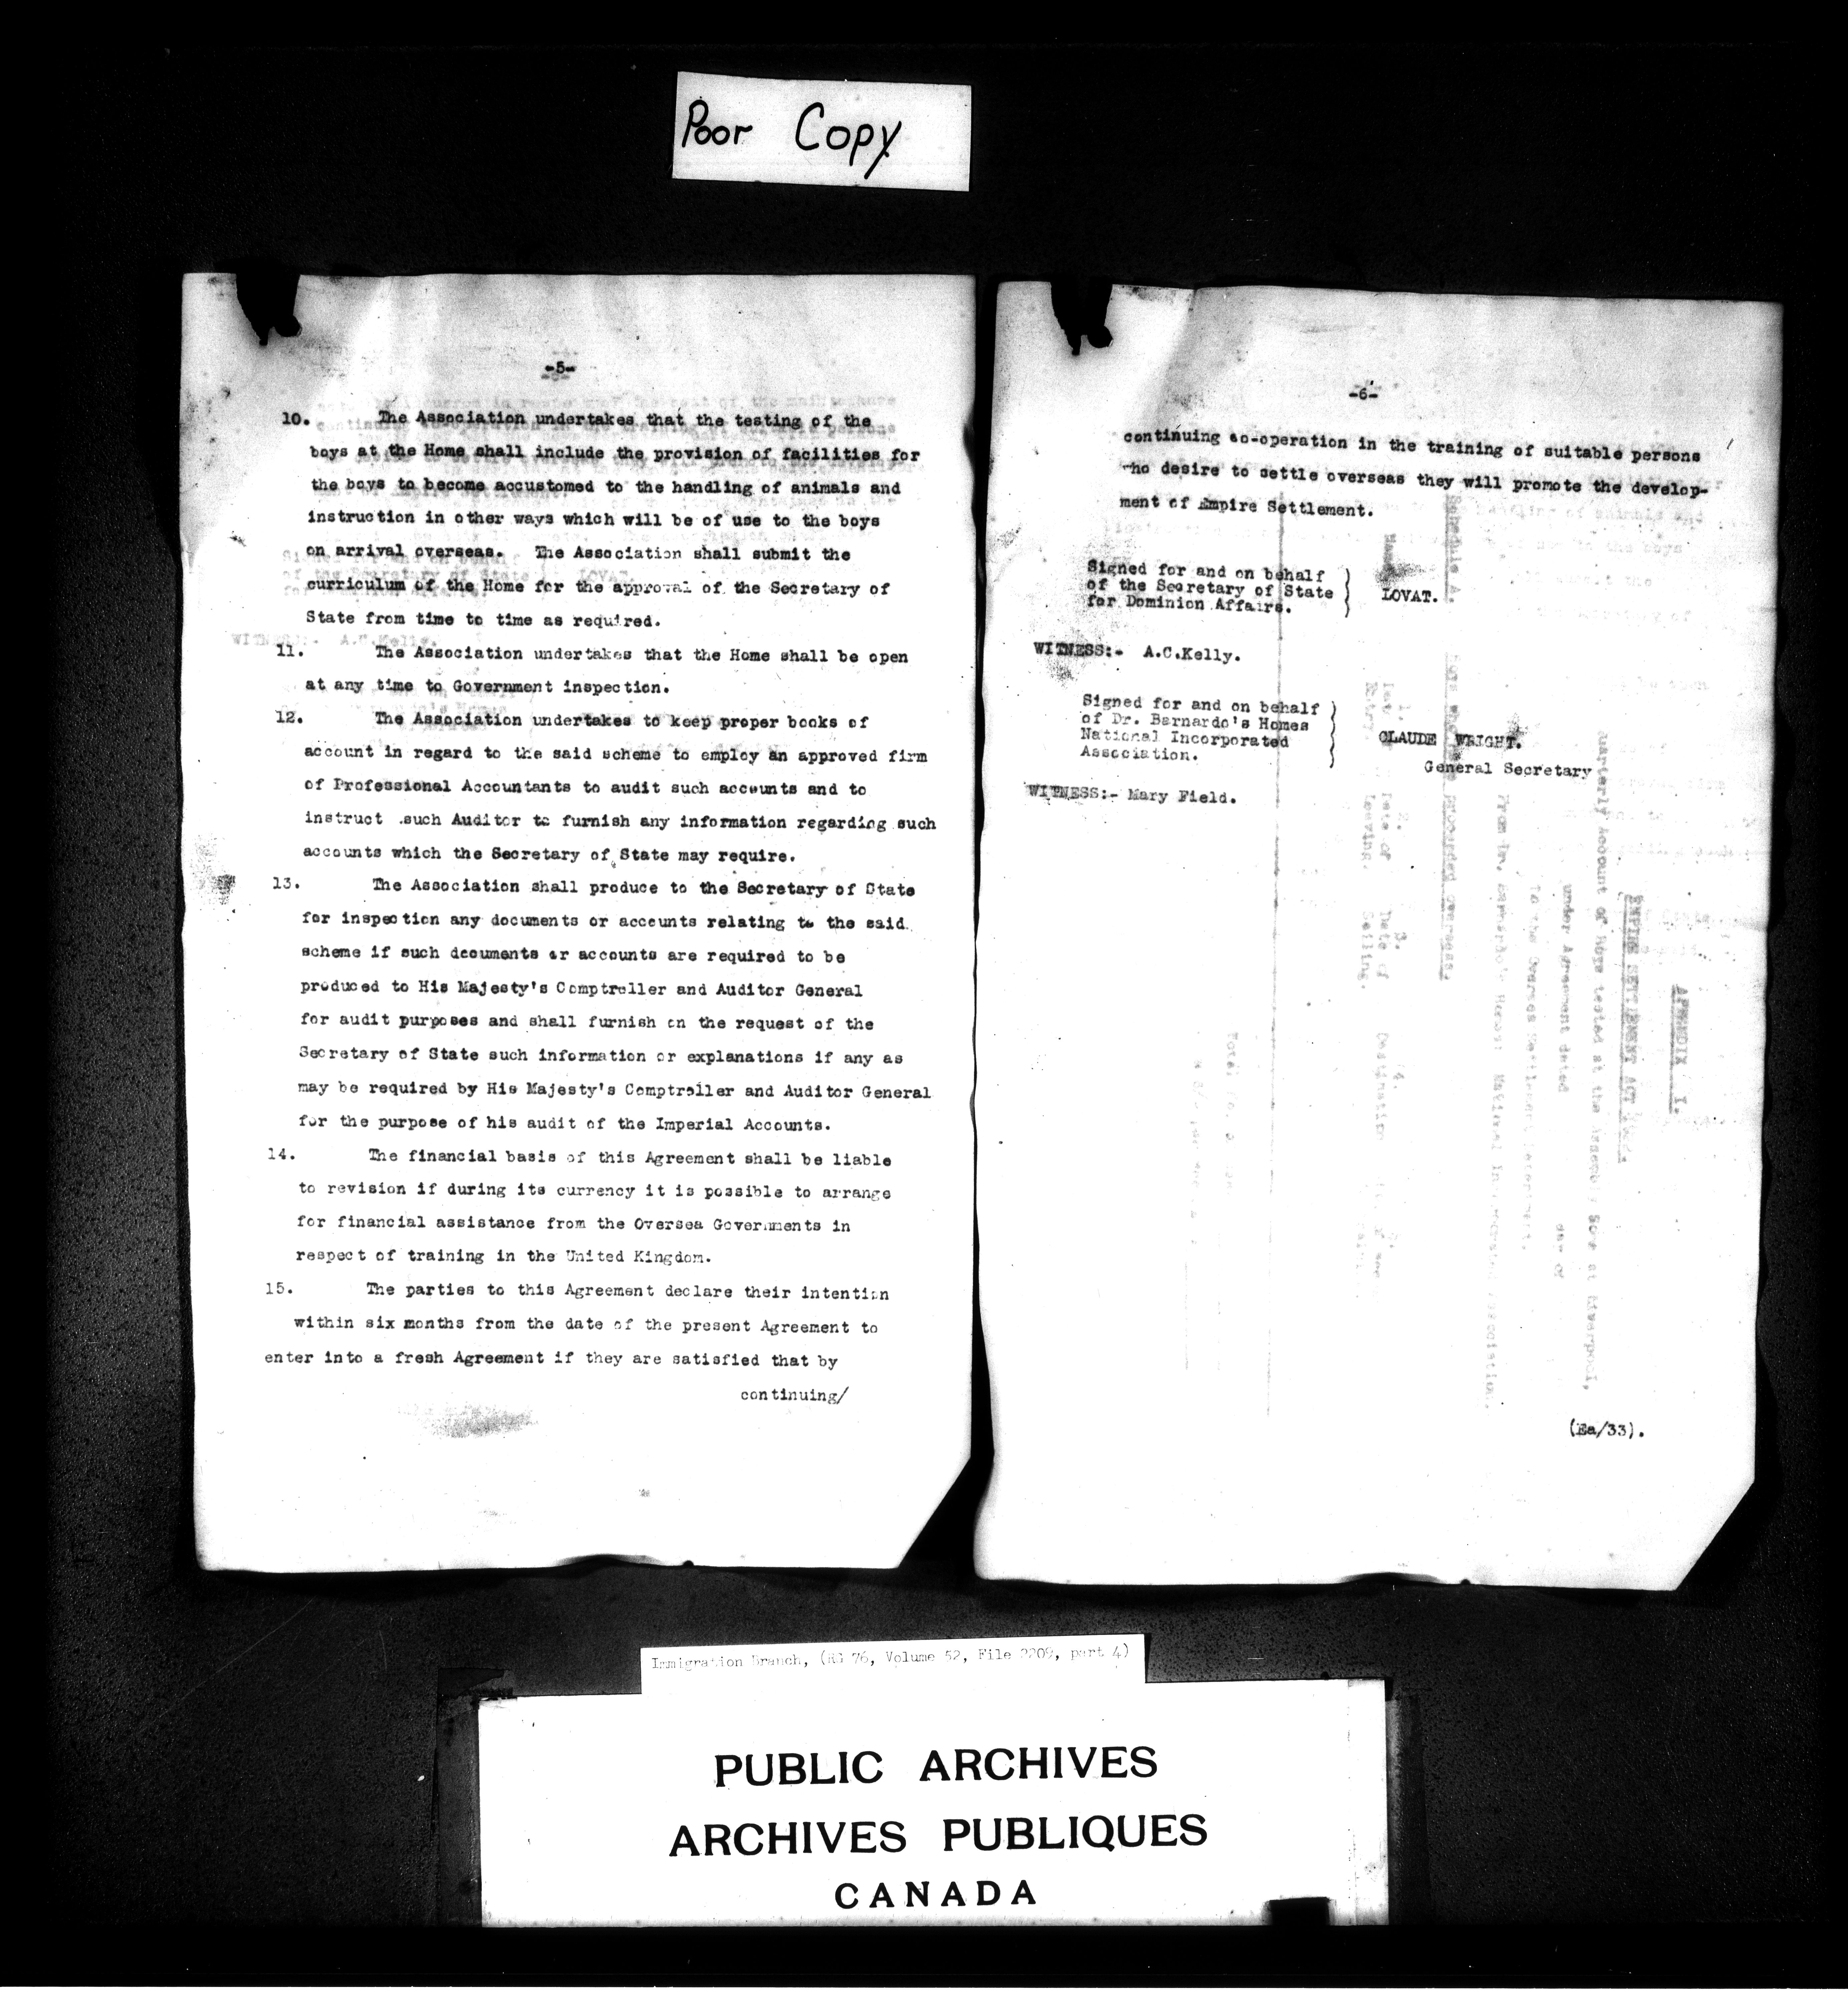 Poor Copy
-5-
10. The Association undertakes that the testing of the
boys at the Home shall include the provision of facilities for
the boys to become accustomed to the handling of animals and
instruction in other ways which will be of use to the boys
on arrival overseas. The Association shall submit the
curriculum of the Home for the approval of the Secretary of
State from time to time as required.
11. The Association undertakes that the Home shall be open
at any time to Government inspection.
12. The Association undertakes to keep proper books of
account in regard to the said scheme to employ an approved firm
of Professional Accountants to audit such accounts and to
instruct such Auditor to furnish any information regarding such
accounts which the Secretary of State may require.
13. The Association shall produce to the Secretary of State
for inspection any documents or accounts relating to the said
scheme if such documents or accounts are required to be
produced to His Majesty's Comptroller and Auditor General
for audit purposes and shall furnish on the request of the
Secretary of State such information or explanations if any as
may be required by His Majesty's Comptroller and Auditor General
for the purpose of his audit of the Imperial Accounts.
14. The financial basis of this Agreement shall be liable
to revision if during its currency it is possible to arrange
for financial assistance from the Oversea Governments in
respect of training in the United Kingdom.
15. The parties to this Agreement declare their intention
within six months from the date of the present Agreement to
enter into a fresh Agreement if they are satisfied that by
continuing/
-6-
continuing co-operation in the training of suitable persons
who desire to settle overseas they will promote the develop-
ment of Empire Settlement.
Signed for and on behalf
of the Secretary of State
for Dominion Affairs.
LOVAT.
WITNESS:- A.C.Kelly.
Signed for and on behalf
of Dr. Barnardo's Homes
National Incorporated
Association.
CLAUDE WRIGHT.
General Secretary
WITNESS:- Mary Field.
(Ea/33).
Immigration Branch, (RG 76, Volume 52, File 2209, part 4)
PUBLIC ARCHIVES
ARCHIVES PUBLIQUES
CANADA